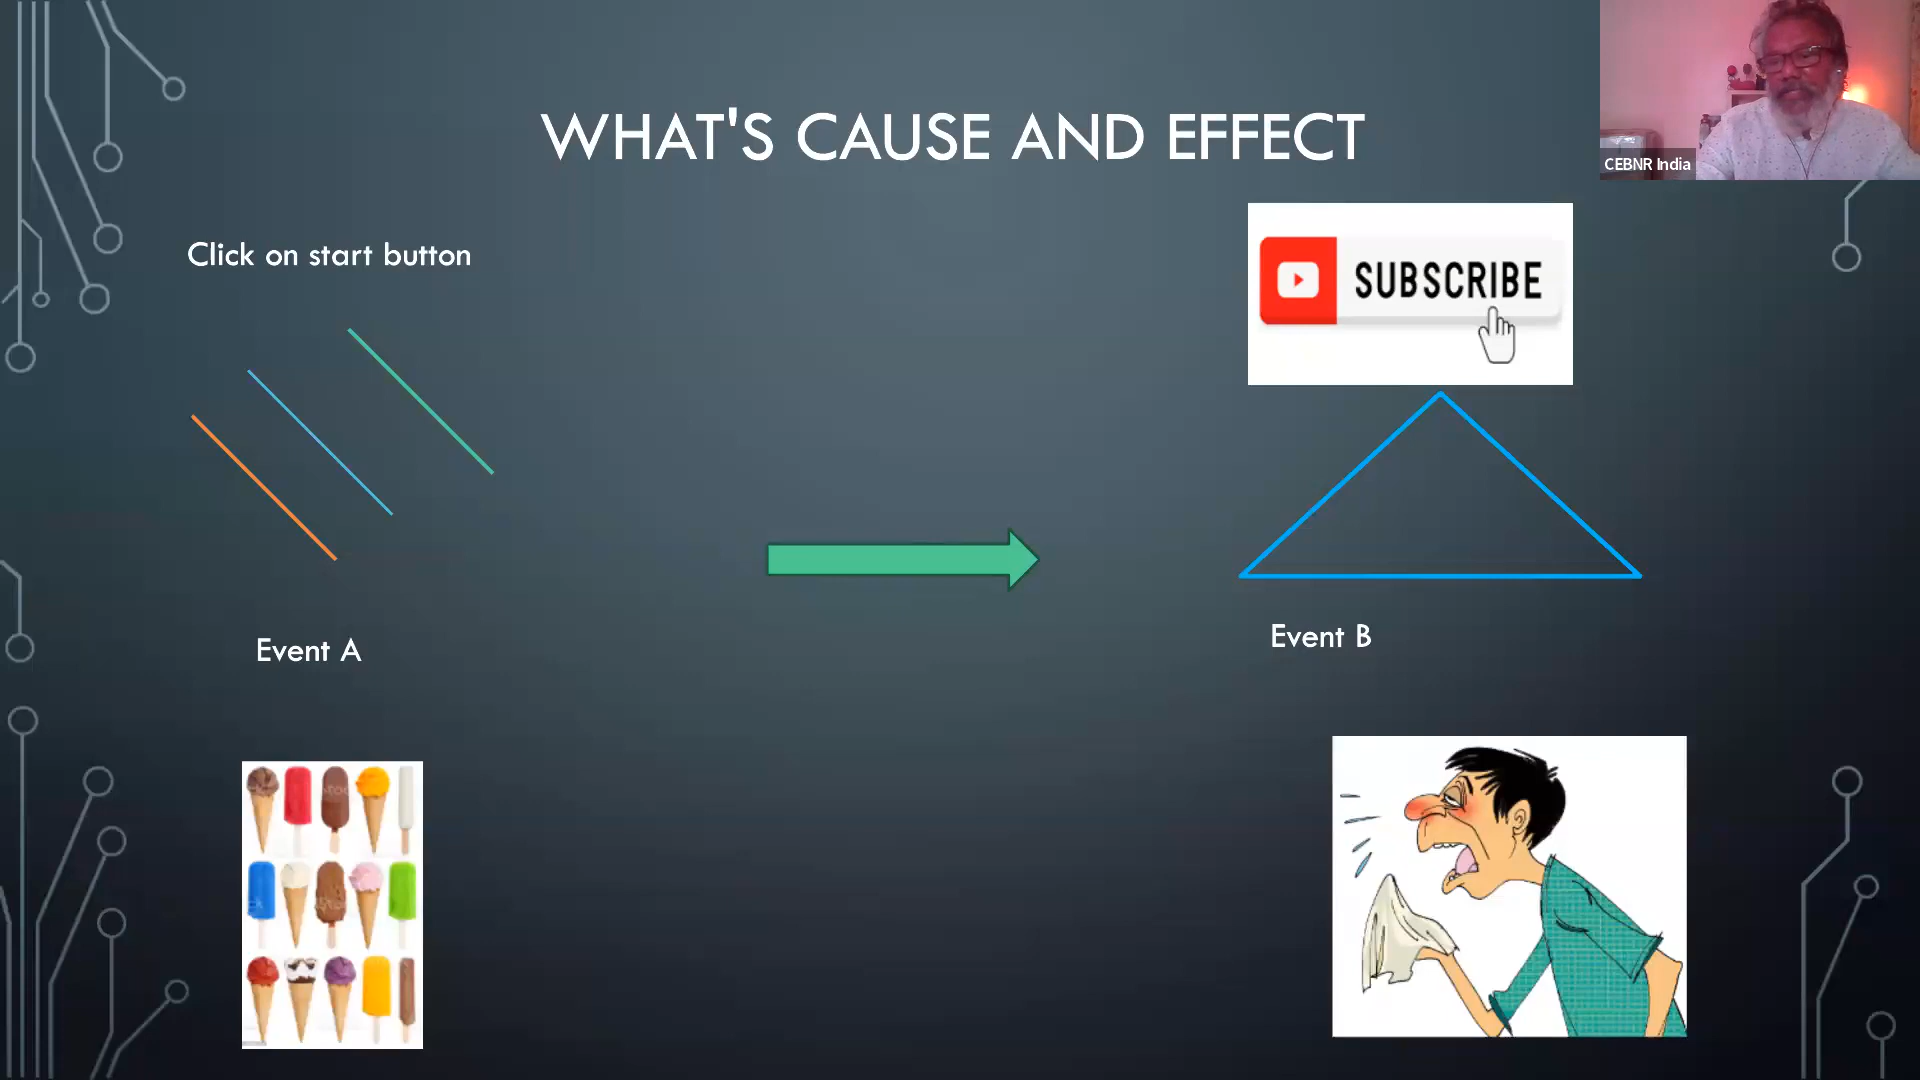 WHAT'S CAUSE AND EFFECT
CEBNR India
Click on start button
SUBSCRIBE
Event A
Event B